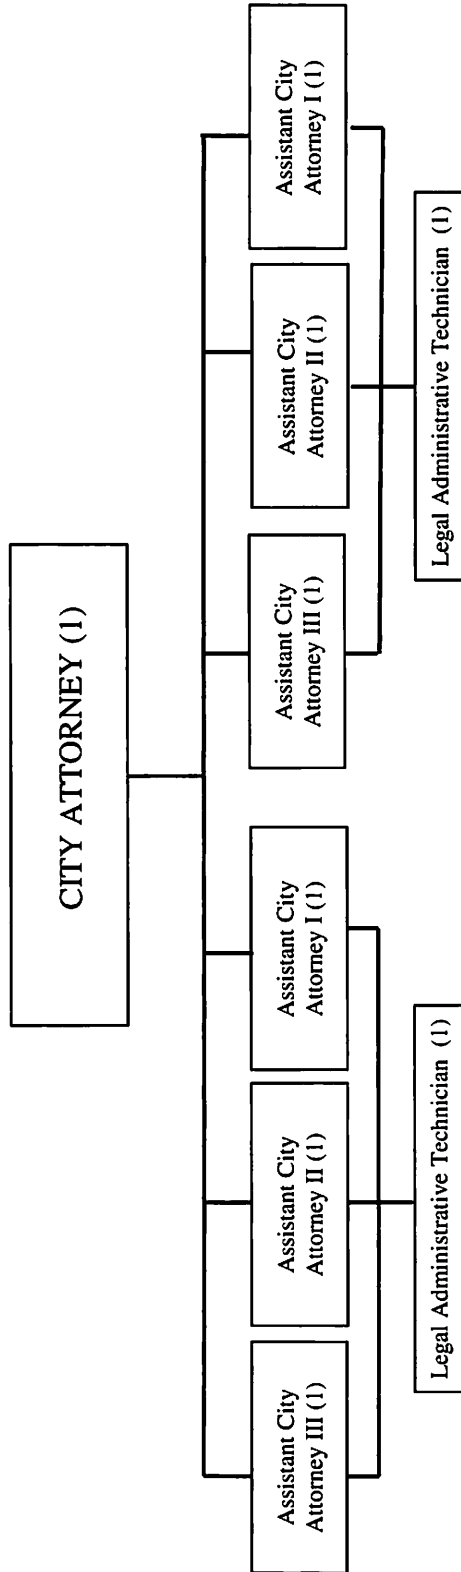 CITY ATTORNEY (1)
Assistant City
Attorney III (1)
Assistant City
Attorney II (1)
Assistant City
Attorney I (1)
Assistant City
Attorney III (1)
Assistant City
Attorney II (1)
Assistant City
Attorney I (1)
Legal Administrative Technician (1)
Legal Administrative Technician (1)